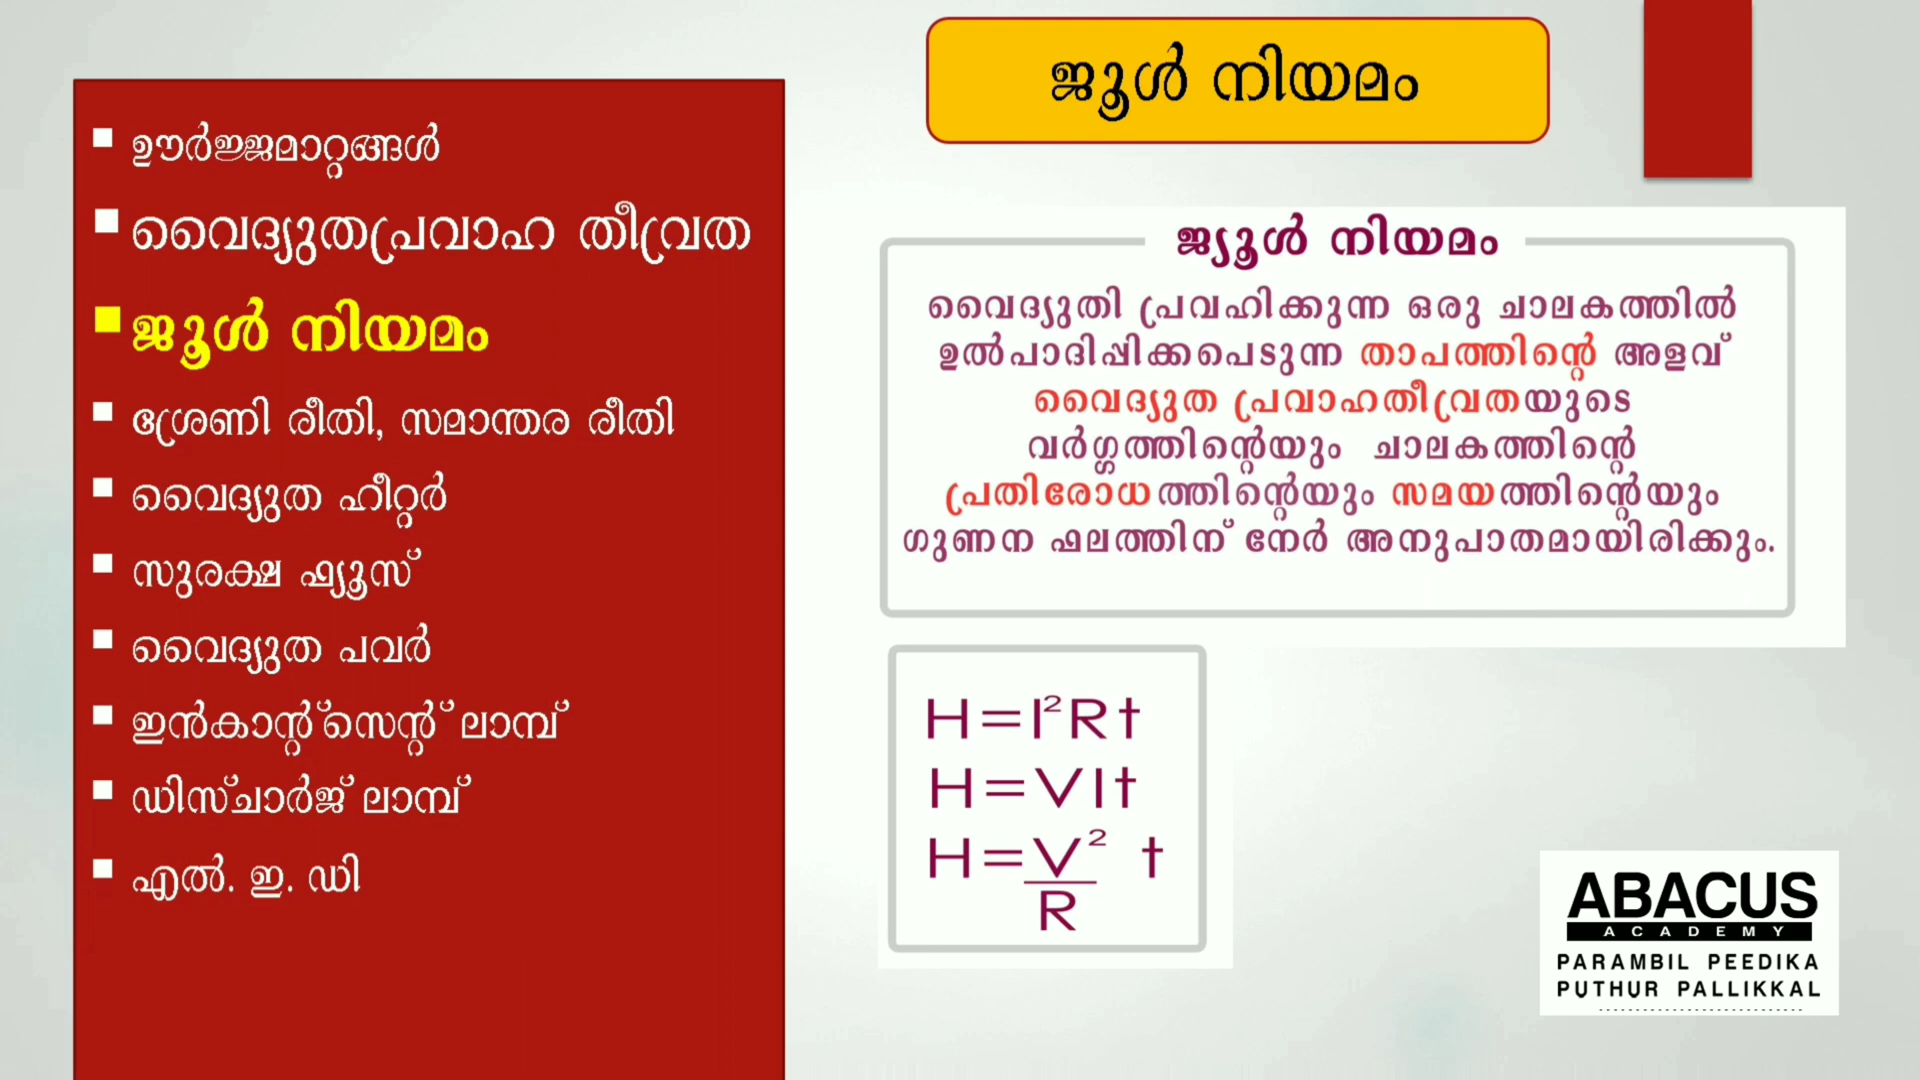 ജൂൾ നിയമം
ഊർജ്ജമാറ്റങ്ങൾ
വൈദ്യുതപ്രവാഹ തീവ്രത
ജൂൾ നിയമം
ശ്രേണി രീതി, സമാന്തര രീതി
വൈദ്യുത ഹീറ്റർ
സുരക്ഷ ഫ്യൂസ്
വൈദ്യുത പവർ
ഇൻകാന്റ്സെന്റ് ലാമ്പ്
ഡിസ്ചാർജ് ലാമ്പ്
എൽ. ഇ. ഡി
ജ്യൂൾ നിയമം
വൈദ്യുതി പ്രവഹിക്കുന്ന ഒരു ചാലകത്തിൽ
ഉൽപാദിപ്പിക്കപെടുന്ന താപത്തിന്റെ അളവ്
വൈദ്യുത പ്രവാഹതീവ്രതയുടെ
വർഗ്ഗത്തിന്റെയും ചാലകത്തിന്റെ
പ്രതിരോധത്തിന്റെയും സമയത്തിന്റെയും
ഗുണന ഫലത്തിന് നേർ അനുപാതമായിരിക്കും.
H=I²Rt
H=VIt
H=V² t
R
ABACUS
ACADEMY
PARAMBIL PEEDIKA
PUTHUR PALLIKKAL